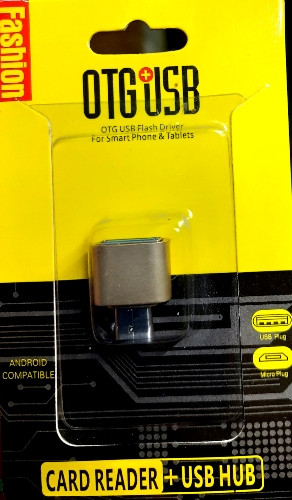 Fashion
OTG USB
OTG USB Flash Driver
For Smart Phone & Tablets
ANDROID
COMPATIBLE
USB Plug
Micro Plug
CARD READER + USB HUB